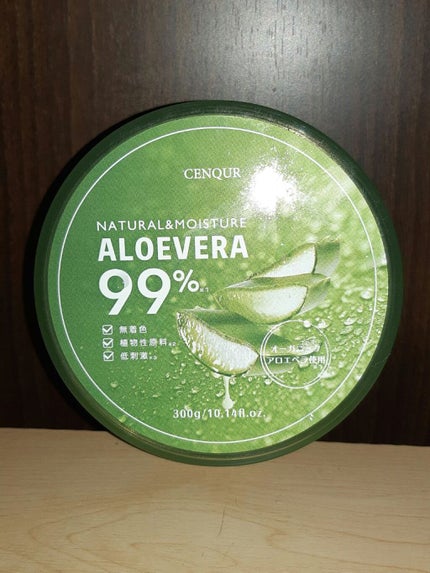 CENQUR
NATURAL&MOISTURE
ALOEVERA
99%
無着色
植物性原料
低刺激
アロエベラ使用
300g/10.14fl.oz.